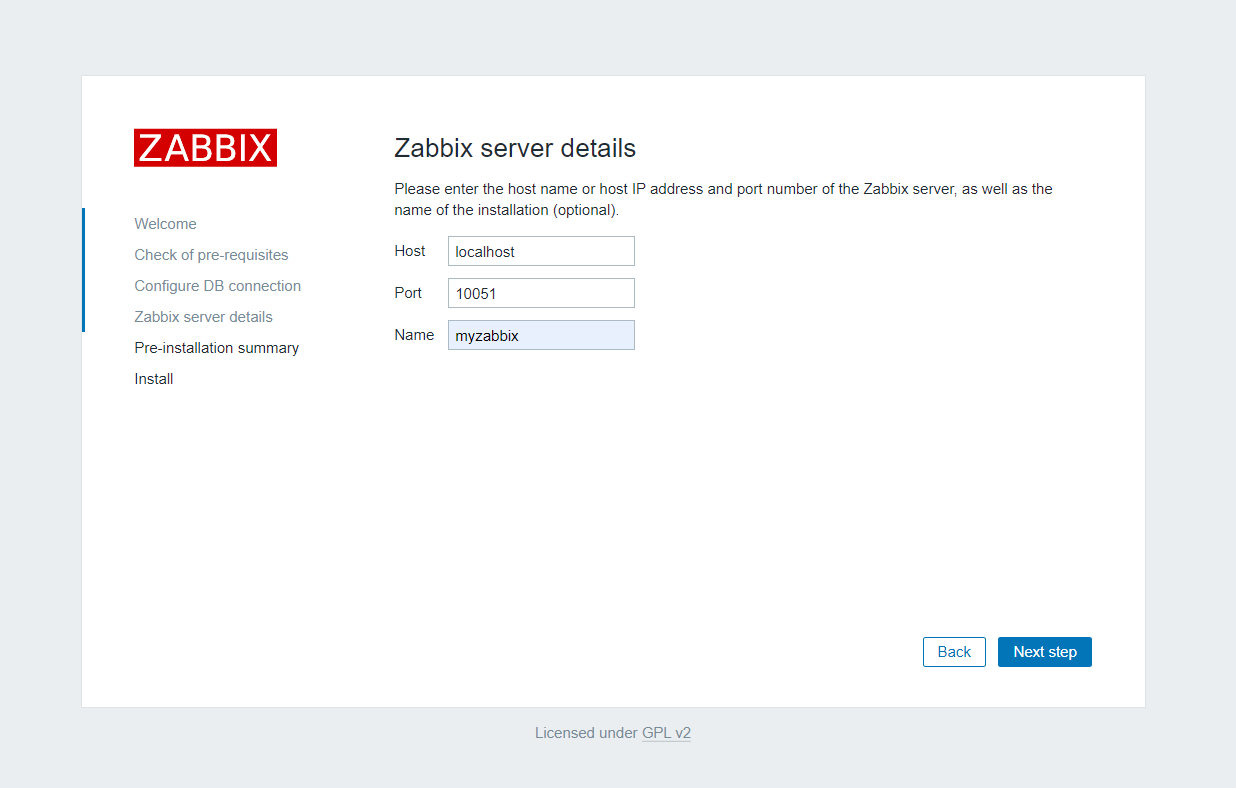 ZABBIX
Welcome
Check of pre-requisites
Configure DB connection
Zabbix server details
Pre-installation summary
Install
Zabbix server details
Please enter the host name or host IP address and port number of the Zabbix server, as well as the
name of the installation (optional).
Host localhost
Port 10051
Name myzabbix
Back Next step
Licensed under GPL v2